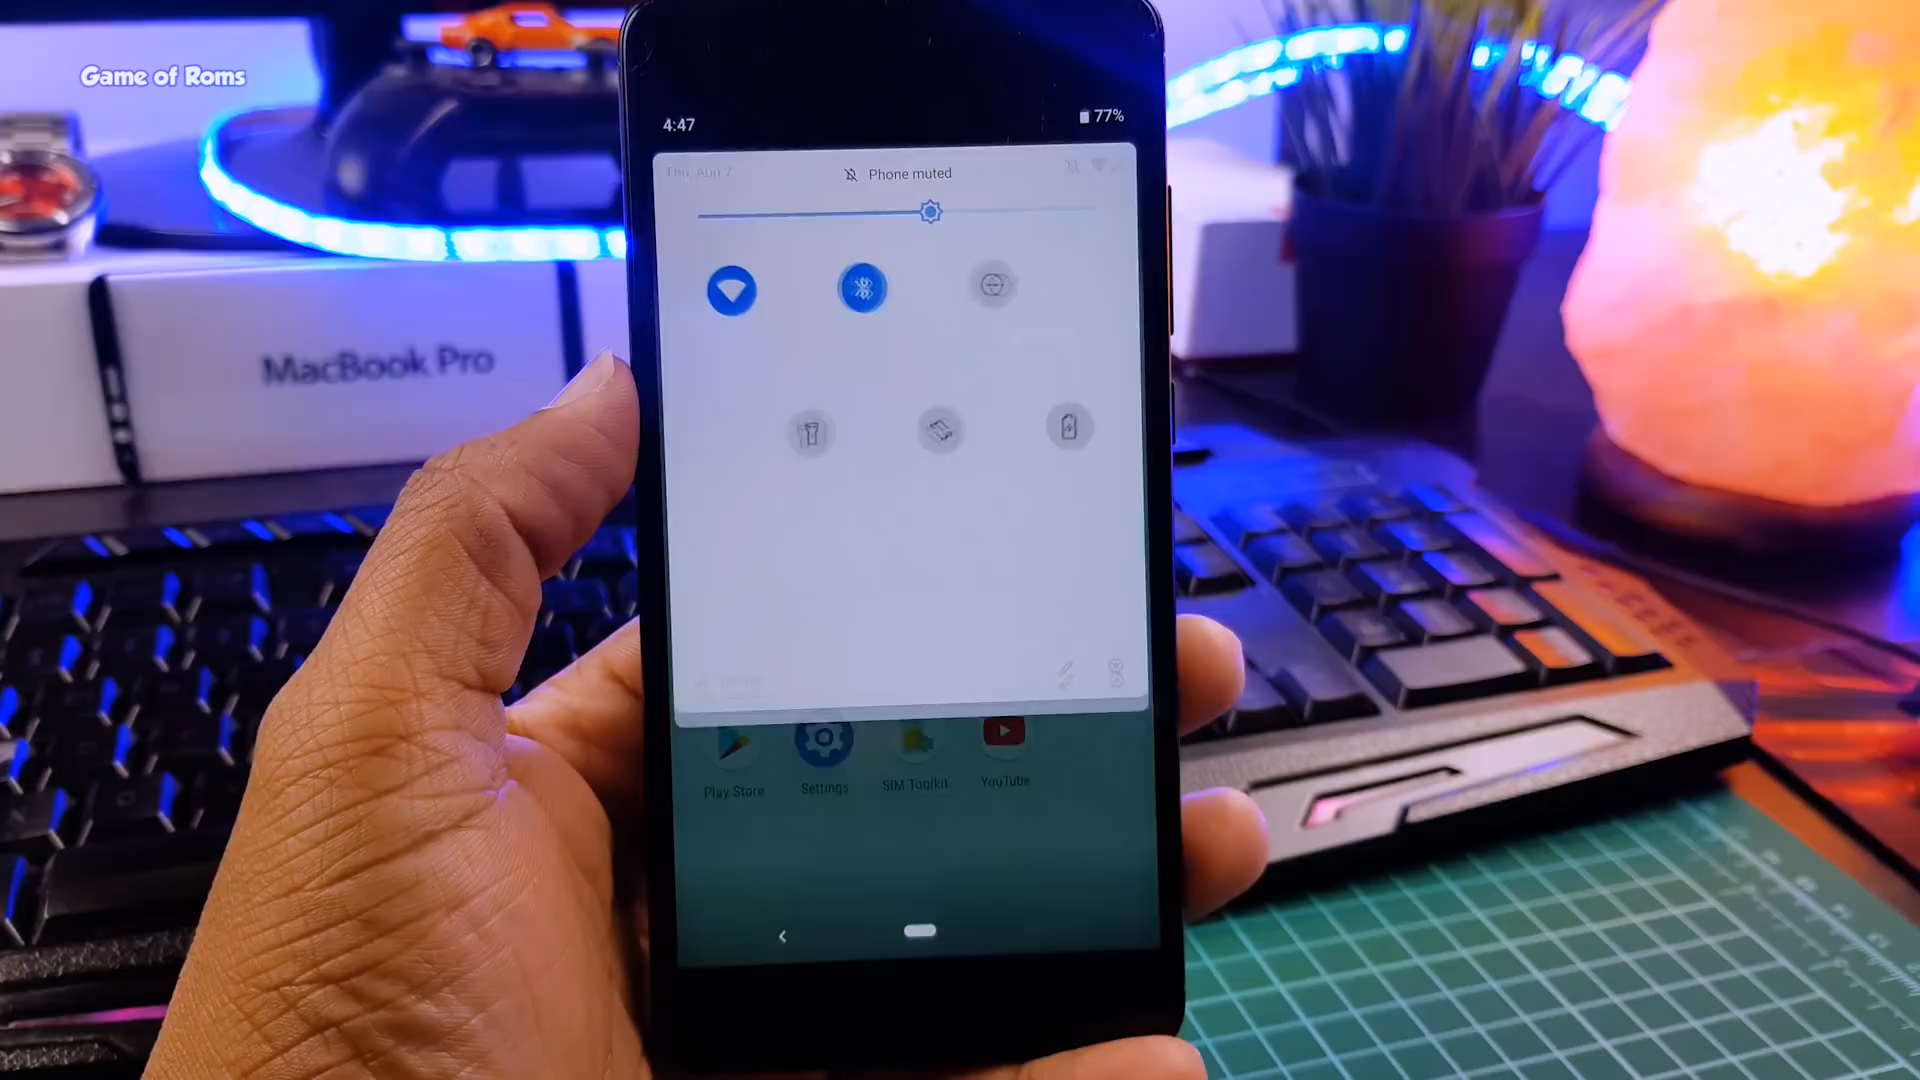 Game of Roms
4:47
77%
Phone muted
MacBook Pro
Play Store
Settings
SIM Toolkit
YouTube